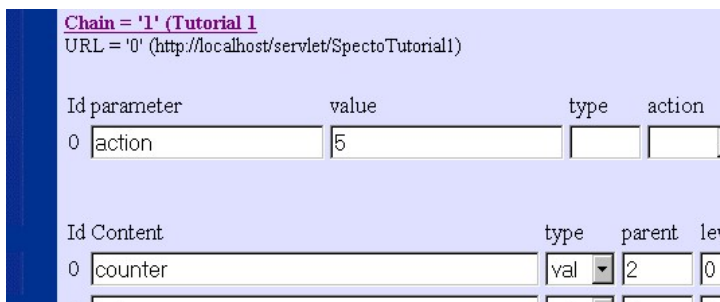 Chain = '1' (Tutorial 1
URL = '0' (http://localhost/servlet/SpectoTutorial1)
Id parameter value type action
0 action 5
Id Content type parent lev
0 counter val 2 0